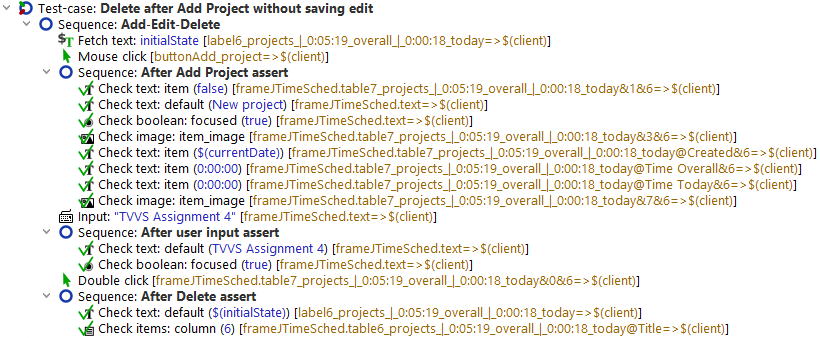 Test-case: Delete after Add Project without saving edit
Sequence: Add-Edit-Delete
Fetch text: initialState [label6_projects_|_0:05:19_overall_|_0:00:18_today=>$(client)]
Mouse click [buttonAdd_project=>$(client)]
Sequence: After Add Project assert
Check text: item (false) [frameJTimeSched.table7_projects_|_0:05:19_overall_|_0:00:18_today&1&6=>$(client)]
Check text: default (New project) [frameJTimeSched.text=>$(client)]
Check boolean: focused (true) [frameJTimeSched.text=>$(client)]
Check image: item_image [frameJTimeSched.table7_projects_|_0:05:19_overall_|_0:00:18_today&3&6=>$(client)]
Check text: item ($(currentDate)) [frameJTimeSched.table7_projects_|_0:05:19_overall_|_0:00:18_today@Created&6=>$(client)]
Check text: item (0:00:00) [frameJTimeSched.table7_projects_|_0:05:19_overall_|_0:00:18_today@Time Overall&6=>$(client)]
Check text: item (0:00:00) [frameJTimeSched.table7_projects_|_0:05:19_overall_|_0:00:18_today@Time Today&6=>$(client)]
Check image: item_image [frameJTimeSched.table7_projects_|_0:05:19_overall_|_0:00:18_today&7&6=>$(client)]
Input: "TVVS Assignment 4" [frameJTimeSched.text=>$(client)]
Sequence: After user input assert
Check text: default (TVVS Assignment 4) [frameJTimeSched.text=>$(client)]
Check boolean: focused (true) [frameJTimeSched.text=>$(client)]
Double click [frameJTimeSched.table7_projects_|_0:05:19_overall_|_0:00:18_today&0&6=>$(client)]
Sequence: After Delete assert
Check text: default ($(initialState)) [label6_projects_|_0:05:19_overall_|_0:00:18_today=>$(client)]
Check items: column (6) [frameJTimeSched.table6_projects_|_0:05:19_overall_|_0:00:18_today@Title=>$(client)]